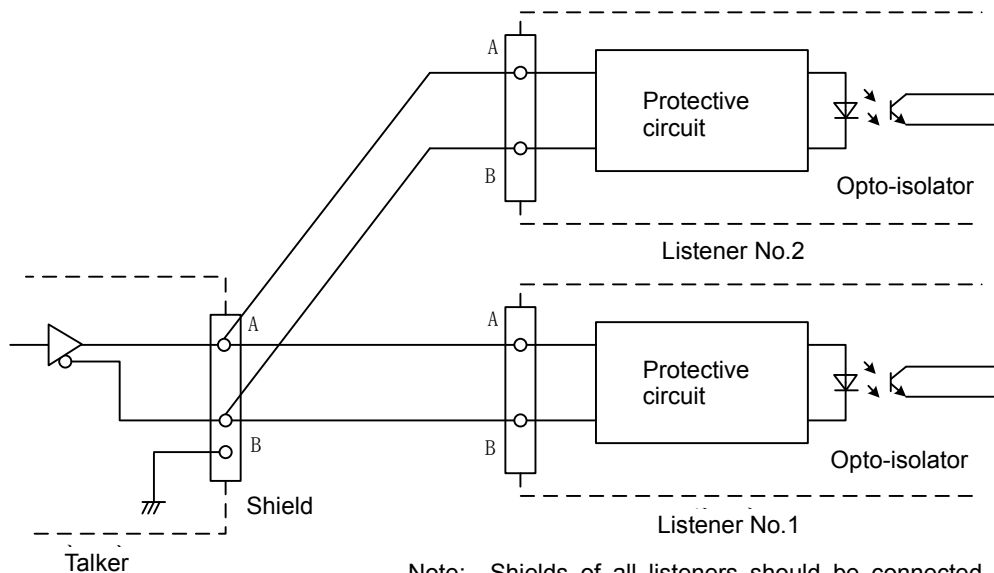 A
Protective
circuit
B
Opto-isolator
Listener No.2
A
A
Protective
circuit
B
B
Opto-isolator
Shield
Listener No.1
Talker
Note: Shields of all listeners should be connected